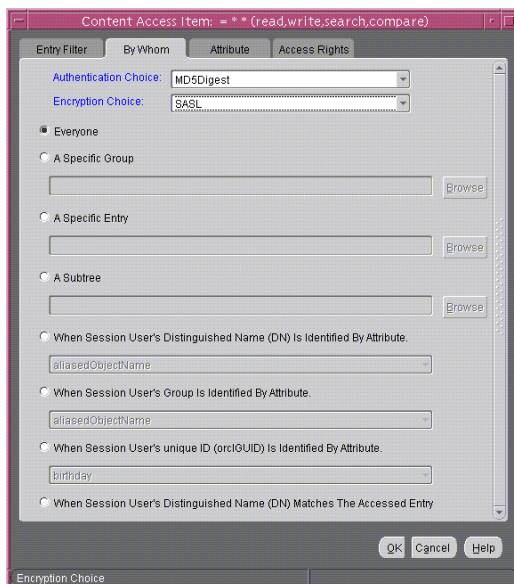 Content Access Item: = * * (read,write,search,compare)
Entry Filter By Whom Attribute Access Rights
Authentication Choice: MD5Digest
Encryption Choice: SASL
Everyone
A Specific Group
Browse
A Specific Entry
Browse
A Subtree
Browse
When Session User's Distinguished Name (DN) Is Identified By Attribute.
aliasedObjectName
When Session User's Group Is Identified By Attribute.
aliasedObjectName
When Session User's unique ID (orclGUID) Is Identified By Attribute.
birthday
When Session User's Distinguished Name (DN) Matches The Accessed Entry
OK Cancel Help
Encryption Choice